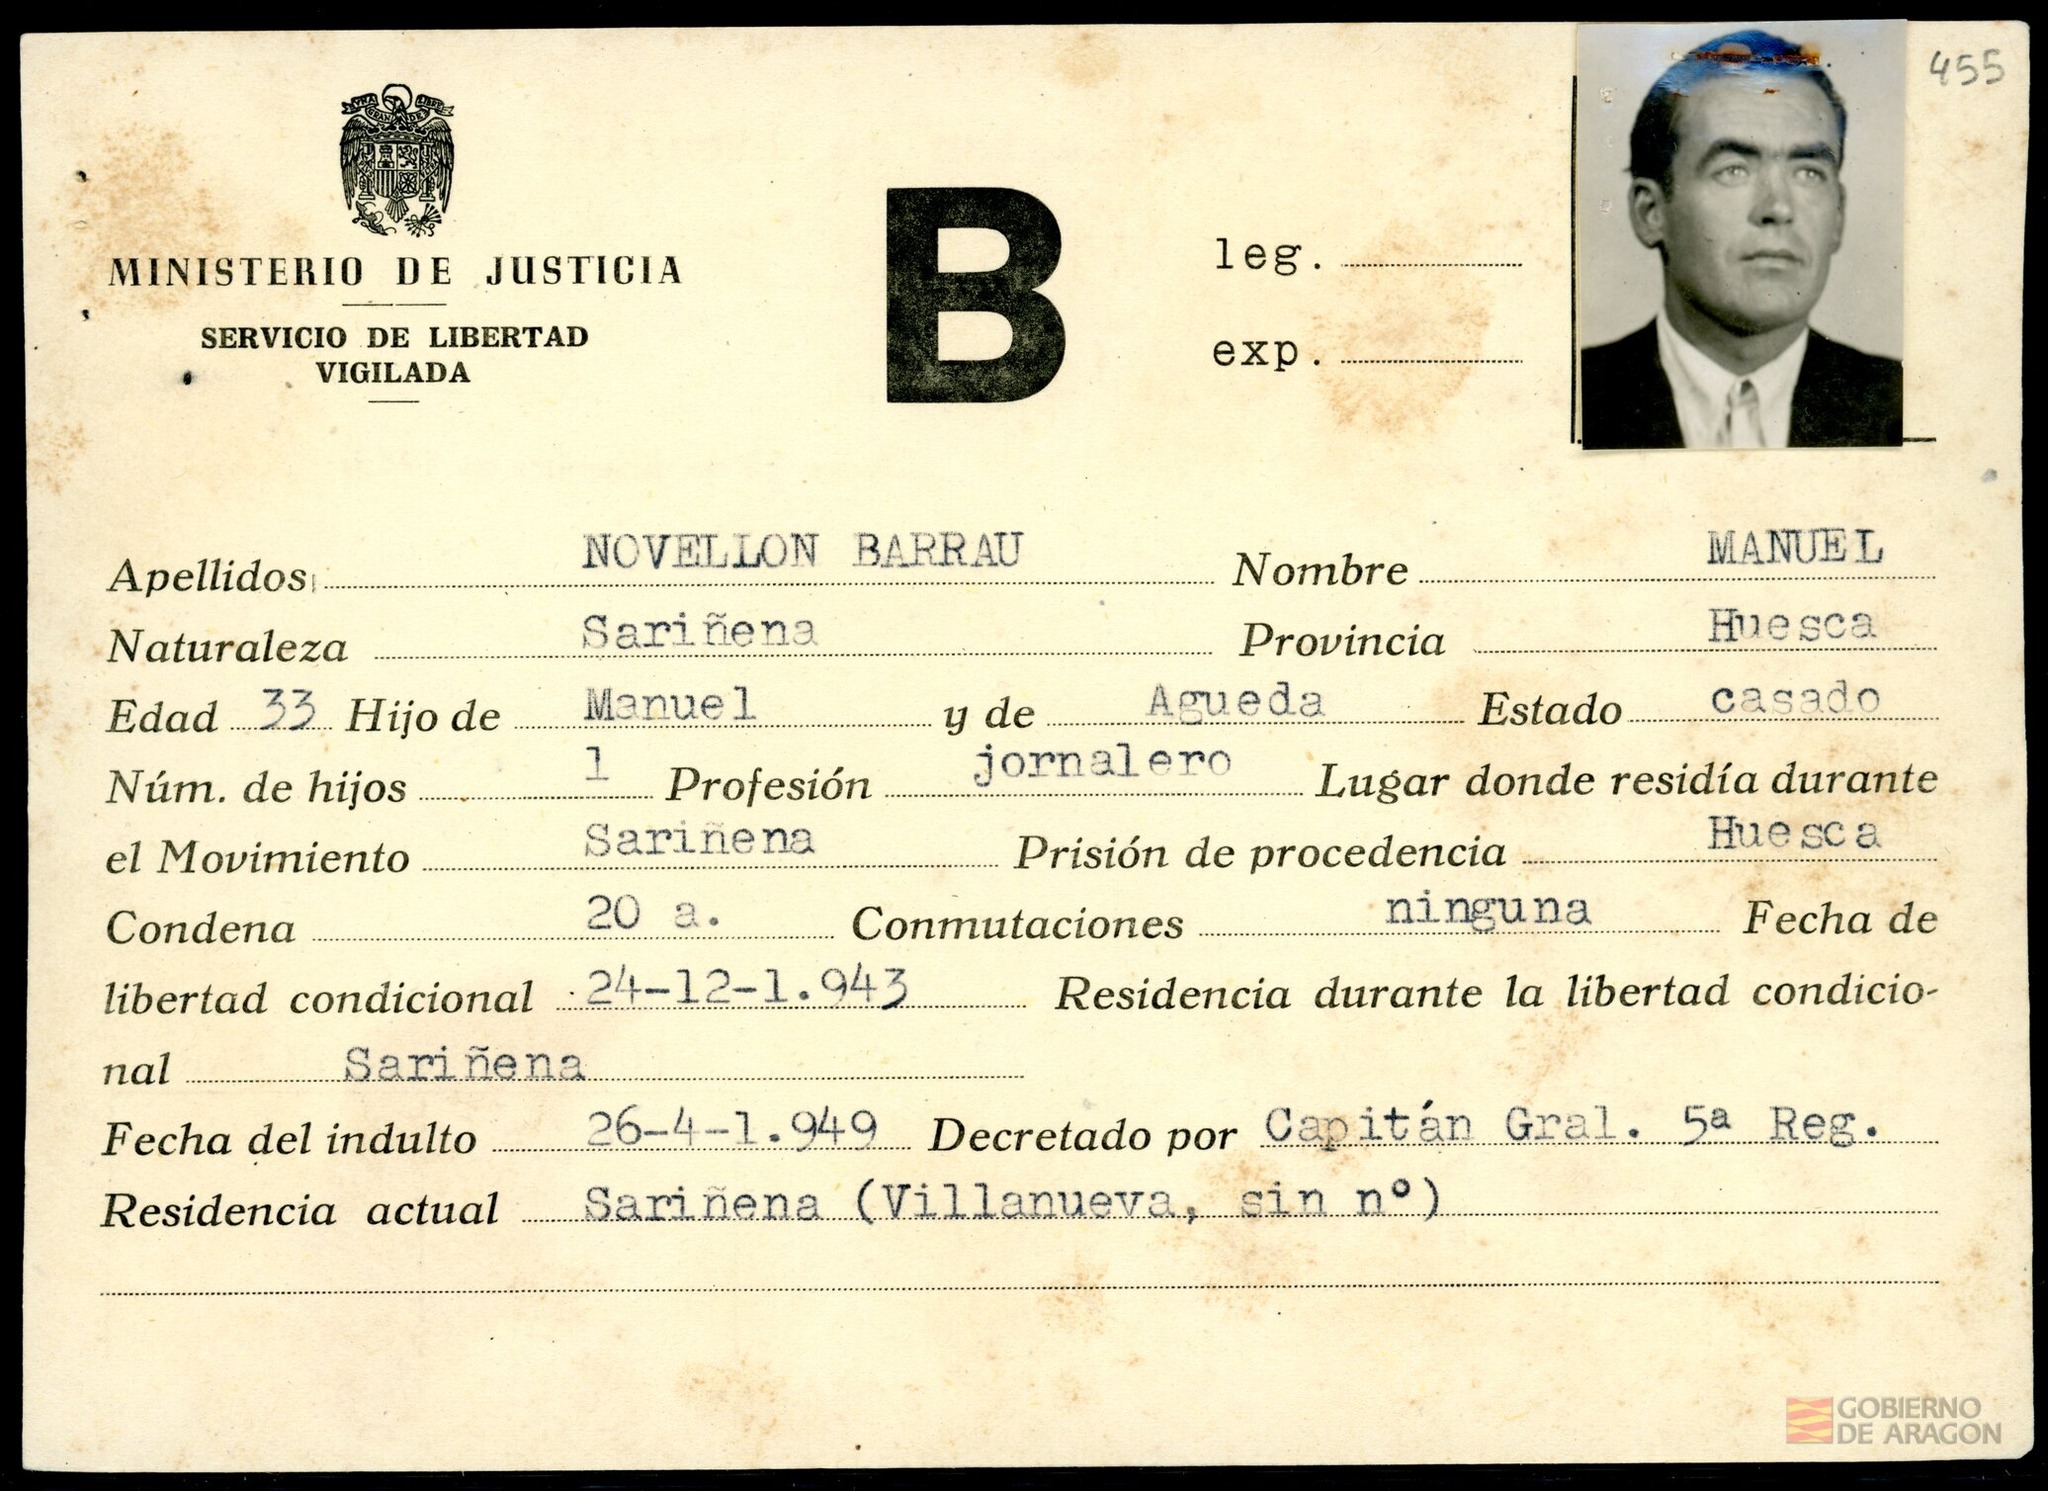 455
UNA GRANDE LIBRE
MINISTERIO DE JUSTICIA
SERVICIO DE LIBERTAD
VIGILADA
B
leg.
exp.
Apellidos NOVELLON BARRAU Nombre MANUEL
Naturaleza Sariñena Provincia Huesca
Edad 33 Hijo de Manuel y de Agueda Estado casado
Núm. de hijos 1 Profesión jornalero Lugar donde residía durante
el Movimiento Sariñena Prisión de procedencia Huesca
Condena 20 a. Conmutaciones ninguna Fecha de
libertad condicional 24-12-1.943 Residencia durante la libertad condicio-
nal Sariñena
Fecha del indulto 26-4-1.949 Decretado por Capitán Gral. 5ª Reg.
Residencia actual Sariñena (Villanueva, sin nº)
GOBIERNO
DE ARAGON